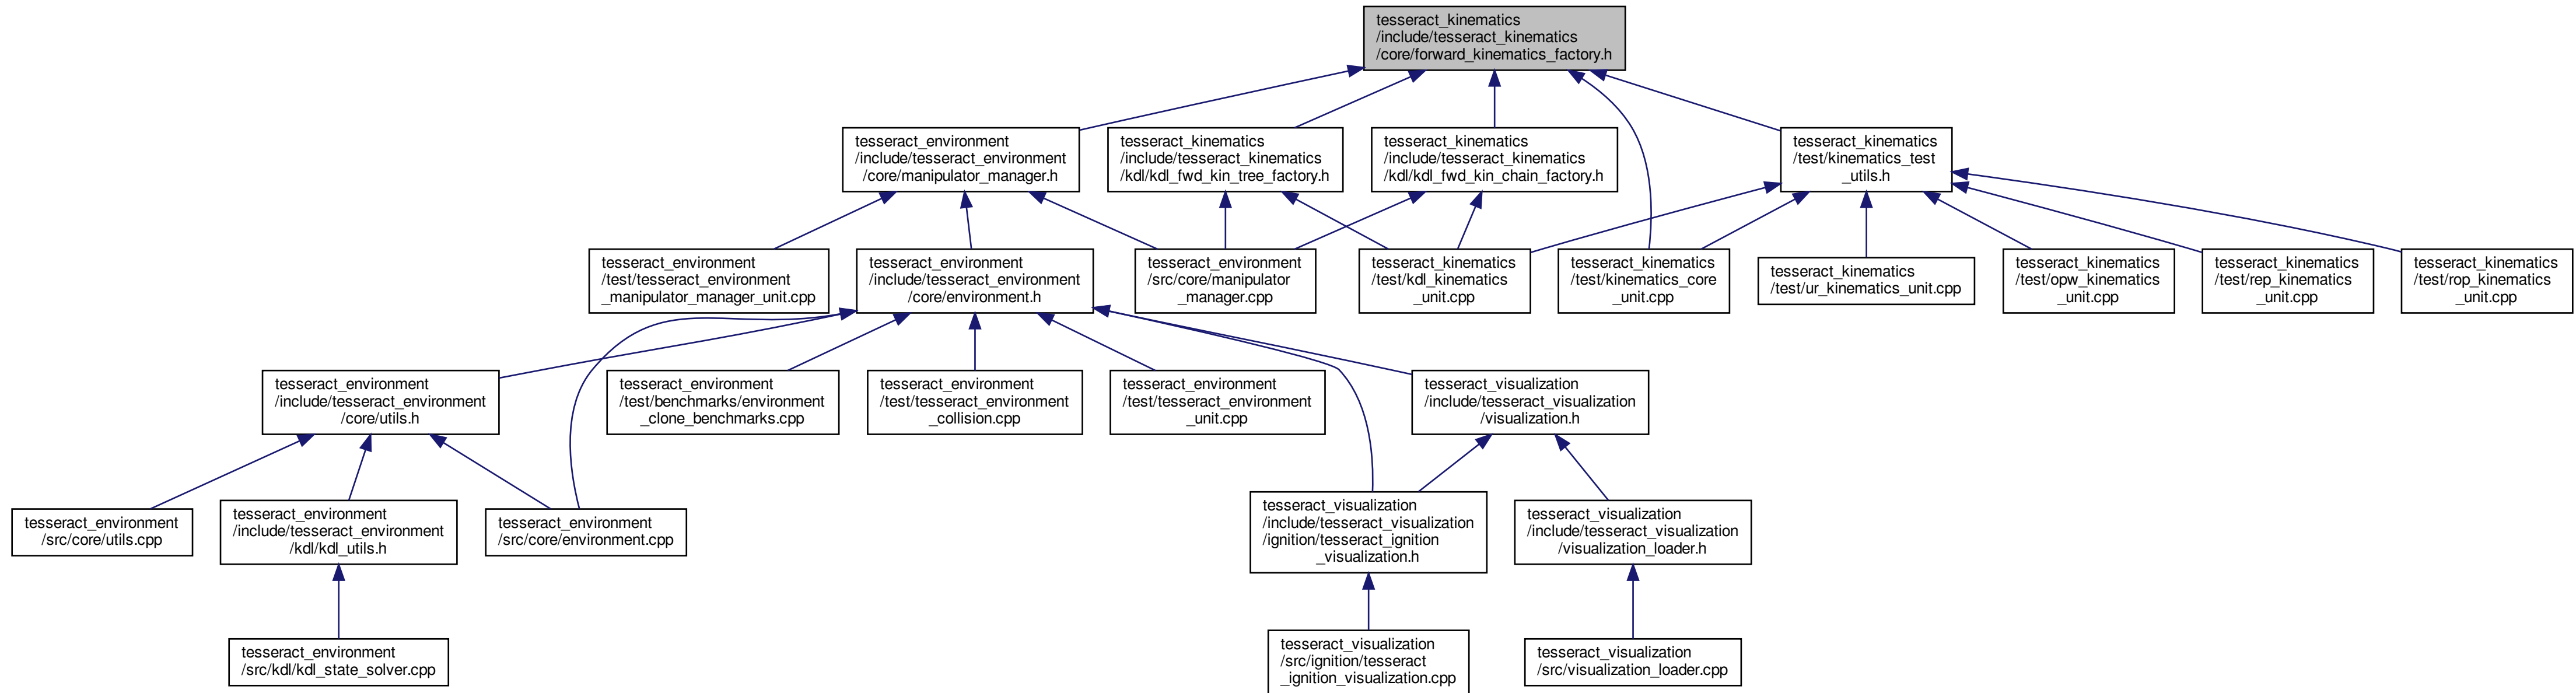 tesseract_kinematics
/include/tesseract_kinematics
/core/forward_kinematics_factory.h
tesseract_environment
/include/tesseract_environment
/core/manipulator_manager.h
tesseract_kinematics
/include/tesseract_kinematics
/kdl/kdl_fwd_kin_tree_factory.h
tesseract_kinematics
/include/tesseract_kinematics
/kdl/kdl_fwd_kin_chain_factory.h
tesseract_kinematics
/test/kinematics_test
_utils.h
tesseract_environment
/test/tesseract_environment
_manipulator_manager_unit.cpp
tesseract_environment
/include/tesseract_environment
/core/environment.h
tesseract_environment
/src/core/manipulator
_manager.cpp
tesseract_kinematics
/test/kdl_kinematics
_unit.cpp
tesseract_kinematics
/test/kinematics_core
_unit.cpp
tesseract_kinematics
/test/ur_kinematics_unit.cpp
tesseract_kinematics
/test/opw_kinematics
_unit.cpp
tesseract_kinematics
/test/rep_kinematics
_unit.cpp
tesseract_kinematics
/test/rop_kinematics
_unit.cpp
tesseract_environment
/include/tesseract_environment
/core/utils.h
tesseract_environment
/test/benchmarks/environment
_clone_benchmarks.cpp
tesseract_environment
/test/tesseract_environment
_collision.cpp
tesseract_environment
/test/tesseract_environment
_unit.cpp
tesseract_visualization
/include/tesseract_visualization
/visualization.h
tesseract_environment
/src/core/utils.cpp
tesseract_environment
/include/tesseract_environment
/kdl/kdl_utils.h
tesseract_environment
/src/core/environment.cpp
tesseract_visualization
/include/tesseract_visualization
/ignition/tesseract_ignition
_visualization.h
tesseract_visualization
/include/tesseract_visualization
/visualization_loader.h
tesseract_environment
/src/kdl/kdl_state_solver.cpp
tesseract_visualization
/src/ignition/tesseract
_ignition_visualization.cpp
tesseract_visualization
/src/visualization_loader.cpp